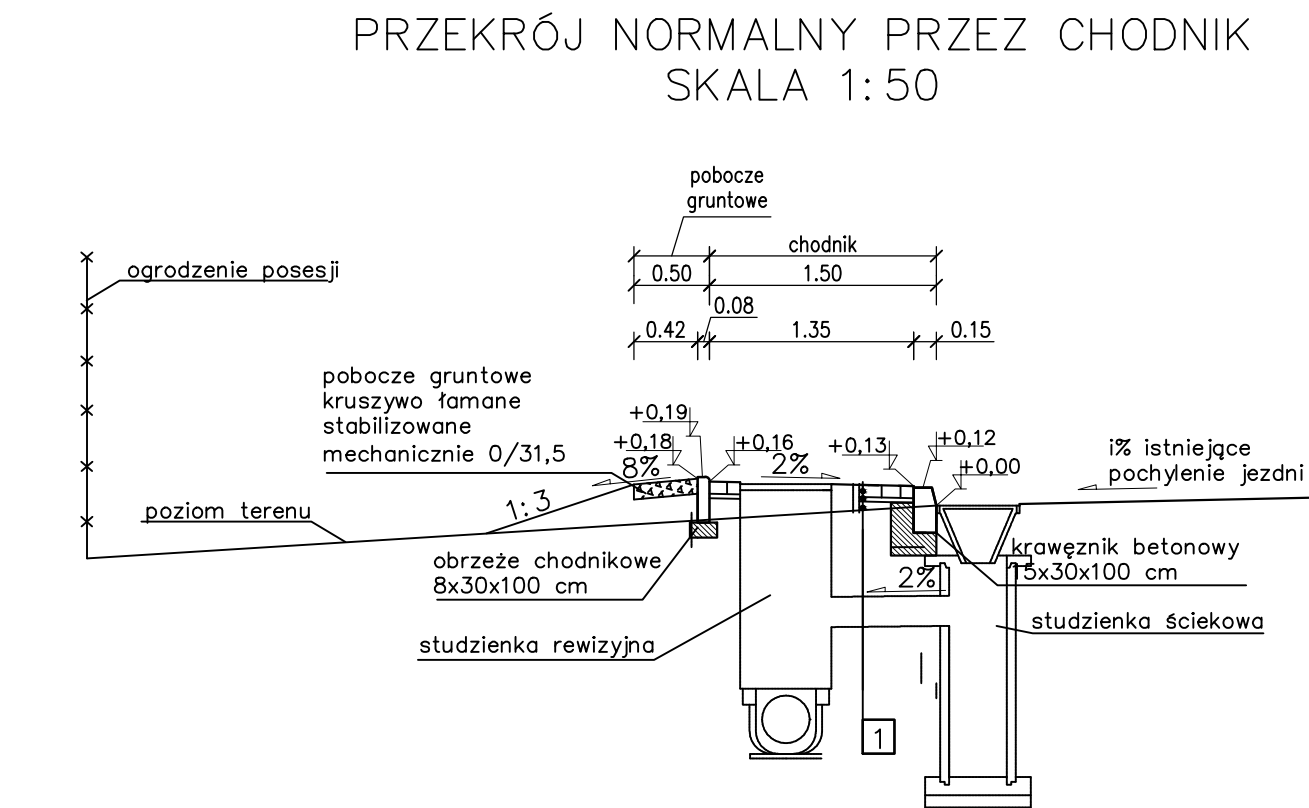 PRZEKRÓJ NORMALNY PRZEZ CHODNIK
SKALA 1:50
pobocze
gruntowe
chodnik
0.50
1.50
0.08
0.42
1.35
0.15
ogrodzenie posesji
pobocze gruntowe
kruszywo łamane
stabilizowane
mechanicznie 0/31,5
+0,19
+0,18
+0,16
+0,13
+0,12
+0,00
8%
2%
i% istniejące
pochylenie jezdni
1:3
poziom terenu
obrzeże chodnikowe
8x30x100 cm
krawęznik betonowy
15x30x100 cm
2%
studzienka rewizyjna
studzienka ściekowa
1